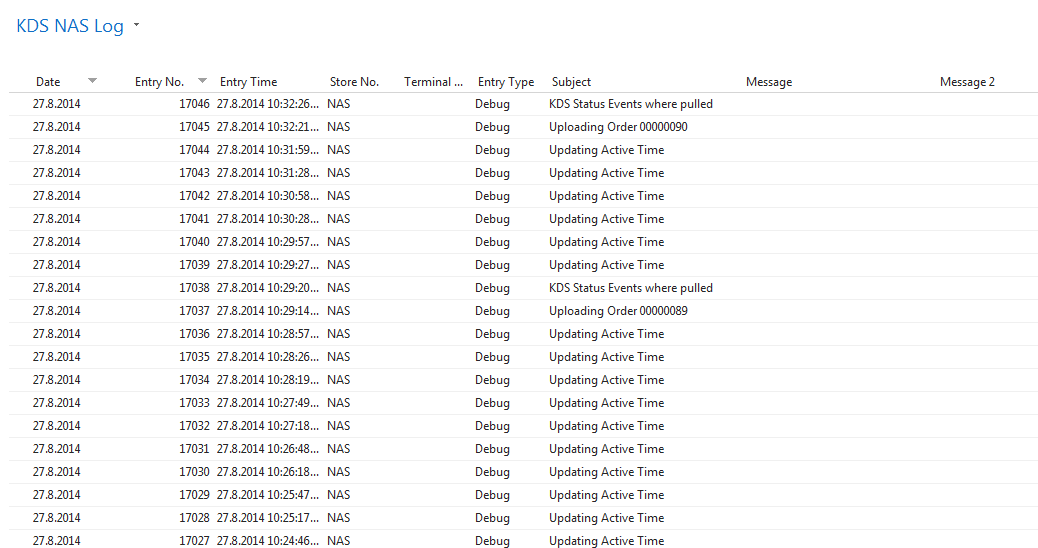 KDS NAS Log
Date Entry No. Entry Time Store No. Terminal ... Entry Type Subject Message Message 2
27.8.2014 17046 27.8.2014 10:32:26... NAS Debug KDS Status Events where pulled
27.8.2014 17045 27.8.2014 10:32:21... NAS Debug Uploading Order 00000090
27.8.2014 17044 27.8.2014 10:31:59... NAS Debug Updating Active Time
27.8.2014 17043 27.8.2014 10:31:28... NAS Debug Updating Active Time
27.8.2014 17042 27.8.2014 10:30:58... NAS Debug Updating Active Time
27.8.2014 17041 27.8.2014 10:30:28... NAS Debug Updating Active Time
27.8.2014 17040 27.8.2014 10:29:57... NAS Debug Updating Active Time
27.8.2014 17039 27.8.2014 10:29:27... NAS Debug Updating Active Time
27.8.2014 17038 27.8.2014 10:29:20... NAS Debug KDS Status Events where pulled
27.8.2014 17037 27.8.2014 10:29:14... NAS Debug Uploading Order 00000089
27.8.2014 17036 27.8.2014 10:28:57... NAS Debug Updating Active Time
27.8.2014 17035 27.8.2014 10:28:26... NAS Debug Updating Active Time
27.8.2014 17034 27.8.2014 10:28:19... NAS Debug Updating Active Time
27.8.2014 17033 27.8.2014 10:27:49... NAS Debug Updating Active Time
27.8.2014 17032 27.8.2014 10:27:18... NAS Debug Updating Active Time
27.8.2014 17031 27.8.2014 10:26:48... NAS Debug Updating Active Time
27.8.2014 17030 27.8.2014 10:26:18... NAS Debug Updating Active Time
27.8.2014 17029 27.8.2014 10:25:47... NAS Debug Updating Active Time
27.8.2014 17028 27.8.2014 10:25:17... NAS Debug Updating Active Time
27.8.2014 17027 27.8.2014 10:24:46... NAS Debug Updating Active Time